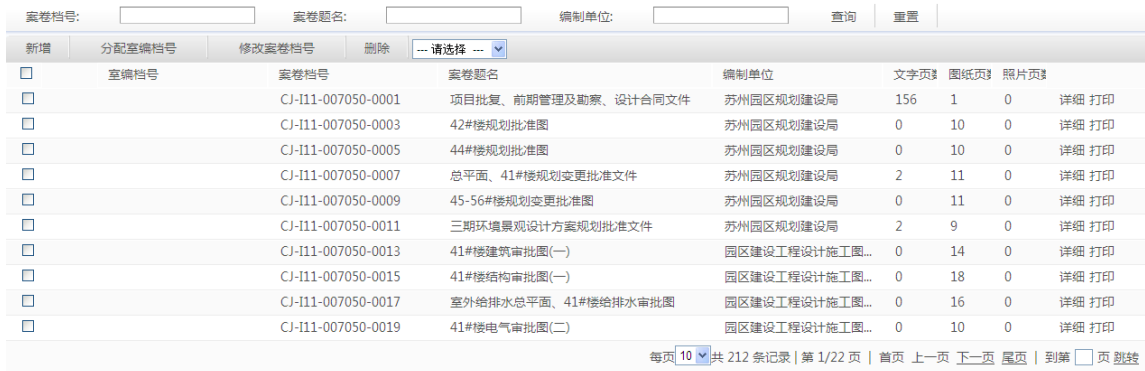 案卷档号: 案卷题名: 编制单位: 查询 重置
新增 分配室编档号 修改案卷档号 删除 --- 请选择 ---
室编档号 案卷档号 案卷题名 编制单位 文字页数 图纸页数 照片页数
CJ-I11-007050-0001 项目批复、前期管理及勘察、设计合同文件 苏州园区规划建设局 156 1 0 详细 打印
CJ-I11-007050-0003 42#楼规划批准图 苏州园区规划建设局 0 10 0 详细 打印
CJ-I11-007050-0005 44#楼规划批准图 苏州园区规划建设局 0 10 0 详细 打印
CJ-I11-007050-0007 总平面、41#楼规划变更批准文件 苏州园区规划建设局 2 11 0 详细 打印
CJ-I11-007050-0009 45-56#楼规划变更批准图 苏州园区规划建设局 0 11 0 详细 打印
CJ-I11-007050-0011 三期环境景观设计方案规划批准文件 苏州园区规划建设局 2 9 0 详细 打印
CJ-I11-007050-0013 41#楼建筑审批图(一) 园区建设工程设计施工图... 0 14 0 详细 打印
CJ-I11-007050-0015 41#楼结构审批图(一) 园区建设工程设计施工图... 0 18 0 详细 打印
CJ-I11-007050-0017 室外给排水总平面、41#楼给排水审批图 园区建设工程设计施工图... 0 16 0 详细 打印
CJ-I11-007050-0019 41#楼电气审批图(二) 园区建设工程设计施工图... 0 10 0 详细 打印
每页 10 共 212 条记录 | 第 1/22 页 | 首页 上一页 下一页 尾页 | 到第 页 跳转